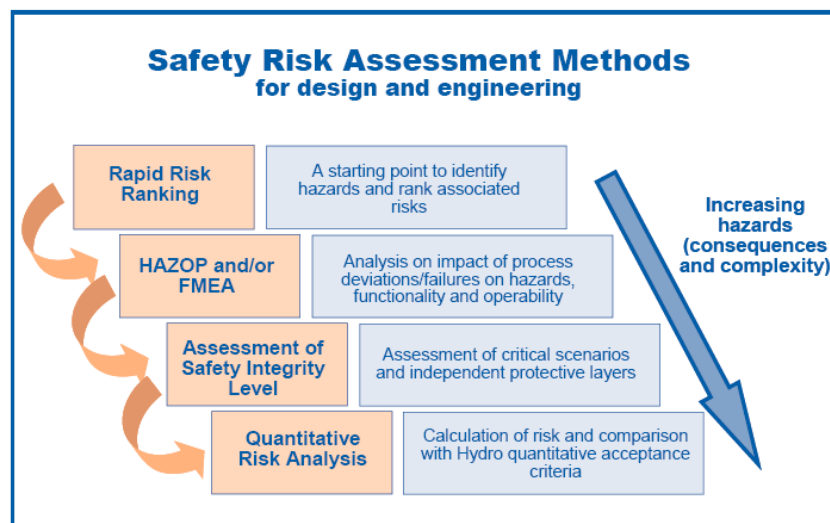 Safety Risk Assessment Methods
for design and engineering
Rapid Risk
Ranking
A starting point to identify
hazards and rank associated
risks
Increasing
hazards
(consequences
and complexity)
HAZOP and/or
FMEA
Analysis on impact of process
deviations/failures on hazards,
functionality and operability
Assessment of
Safety Integrity
Level
Assessment of critical scenarios
and independent protective layers
Quantitative
Risk Analysis
Calculation of risk and comparison
with Hydro quantitative acceptance
criteria